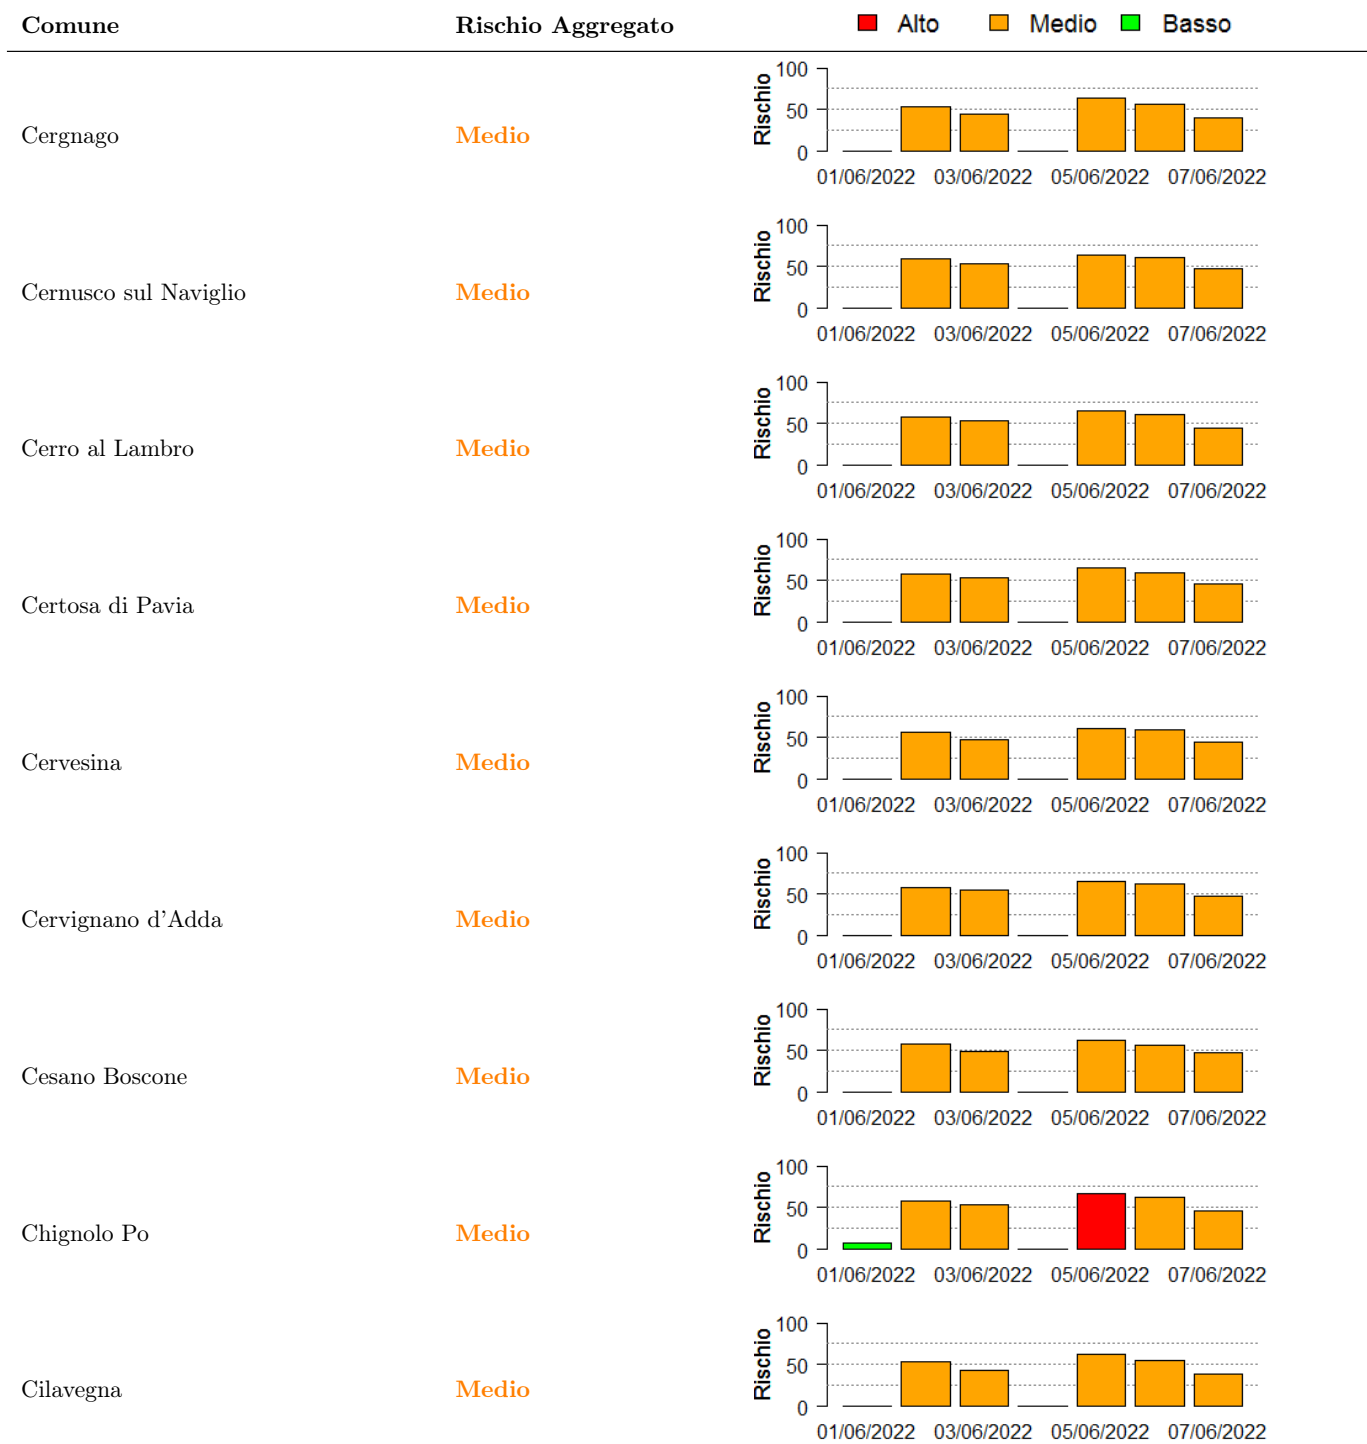 Comune Rischio Aggregato Alto Medio Basso
Cergnago Medio
Rischio
100
50
0
01/06/2022 03/06/2022 05/06/2022 07/06/2022
Cernusco sul Naviglio Medio
Rischio
100
50
0
01/06/2022 03/06/2022 05/06/2022 07/06/2022
Cerro al Lambro Medio
Rischio
100
50
0
01/06/2022 03/06/2022 05/06/2022 07/06/2022
Certosa di Pavia Medio
Rischio
100
50
0
01/06/2022 03/06/2022 05/06/2022 07/06/2022
Cervesina Medio
Rischio
100
50
0
01/06/2022 03/06/2022 05/06/2022 07/06/2022
Cervignano d'Adda Medio
Rischio
100
50
0
01/06/2022 03/06/2022 05/06/2022 07/06/2022
Cesano Boscone Medio
Rischio
100
50
0
01/06/2022 03/06/2022 05/06/2022 07/06/2022
Chignolo Po Medio
Rischio
100
50
0
01/06/2022 03/06/2022 05/06/2022 07/06/2022
Cilavegna Medio
Rischio
100
50
0
01/06/2022 03/06/2022 05/06/2022 07/06/2022